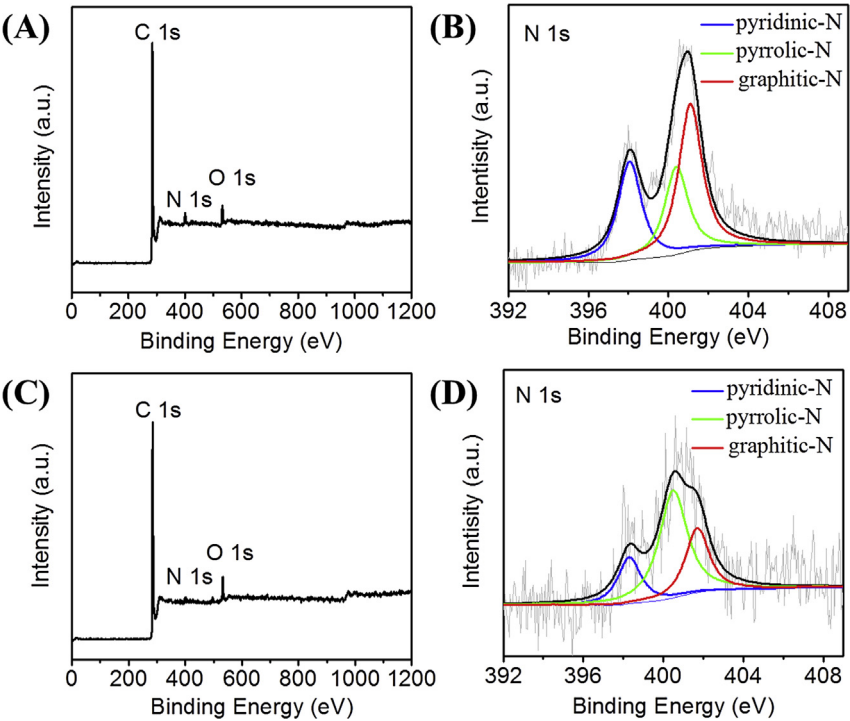 (A)
C 1s
N 1s
O 1s
Intensity (a.u.)
0 200 400 600 800 1000 1200
Binding Energy (eV)
(B)
N 1s
pyridinic-N
pyrrolic-N
graphitic-N
Intentisity (a.u.)
392 396 400 404 408
Binding Energy (eV)
(C)
C 1s
N 1s
O 1s
Intensity (a.u.)
0 200 400 600 800 1000 1200
Binding Energy (eV)
(D)
N 1s
pyridinic-N
pyrrolic-N
graphitic-N
Intentisity (a.u.)
392 396 400 404 408
Binding Energy (eV)